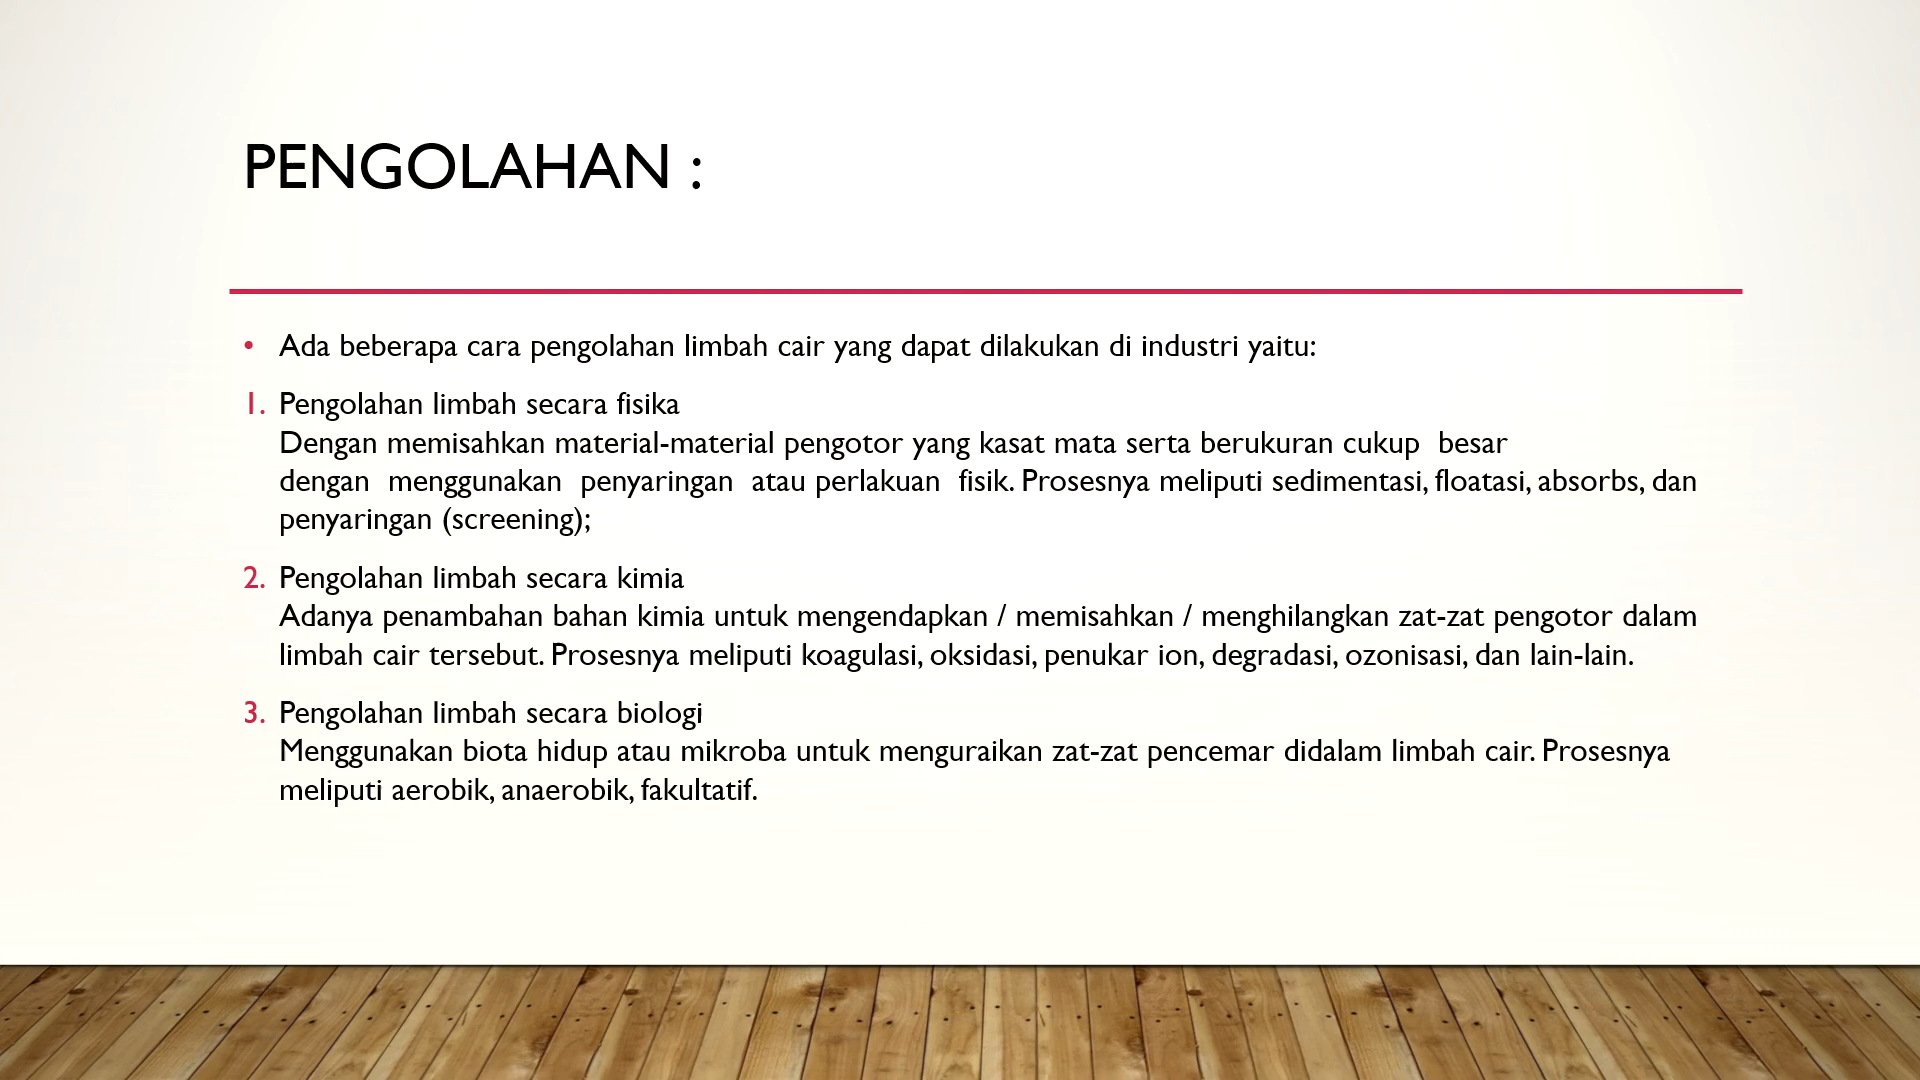 PENGOLAHAN :
• Ada beberapa cara pengolahan limbah cair yang dapat dilakukan di industri yaitu:
1. Pengolahan limbah secara fisika
Dengan memisahkan material-material pengotor yang kasat mata serta berukuran cukup  besar
dengan  menggunakan  penyaringan  atau perlakuan  fisik. Prosesnya meliputi sedimentasi, floatasi, absorbs, dan
penyaringan (screening);
2. Pengolahan limbah secara kimia
Adanya penambahan bahan kimia untuk mengendapkan / memisahkan / menghilangkan zat-zat pengotor dalam
limbah cair tersebut. Prosesnya meliputi koagulasi, oksidasi, penukar ion, degradasi, ozonisasi, dan lain-lain.
3. Pengolahan limbah secara biologi
Menggunakan biota hidup atau mikroba untuk menguraikan zat-zat pencemar didalam limbah cair. Prosesnya
meliputi aerobik, anaerobik, fakultatif.